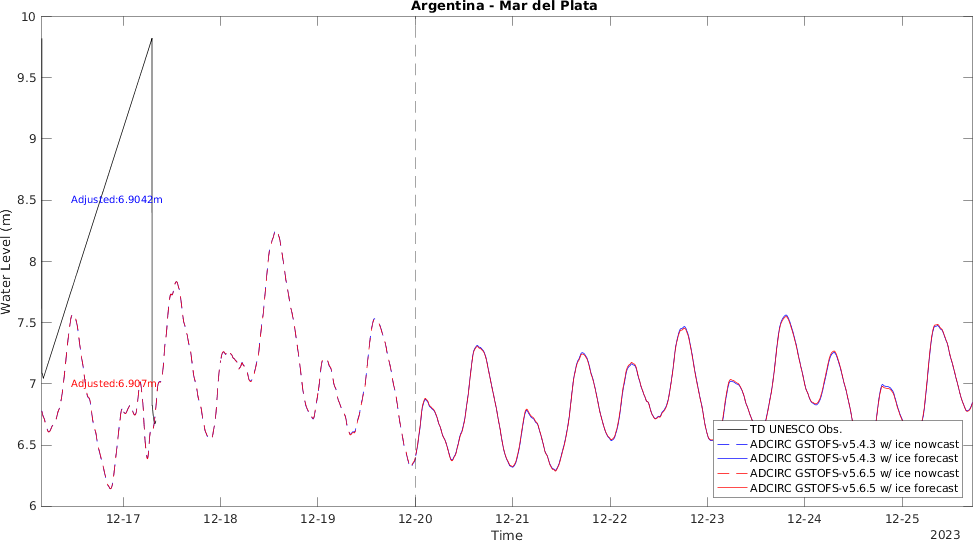 Argentina - Mar del Plata
10
9.5
9
8.5
8
7.5
7
6.5
6
Water Level (m)
Adjusted:6.9042m
Adjusted:6.907m
TD UNESCO Obs.
ADCIRC GSTOFS-v5.4.3 w/ ice nowcast
ADCIRC GSTOFS-v5.4.3 w/ ice forecast
ADCIRC GSTOFS-v5.6.5 w/ ice nowcast
ADCIRC GSTOFS-v5.6.5 w/ ice forecast
12-17 12-18 12-19 12-20 12-21 12-22 12-23 12-24 12-25
Time
2023